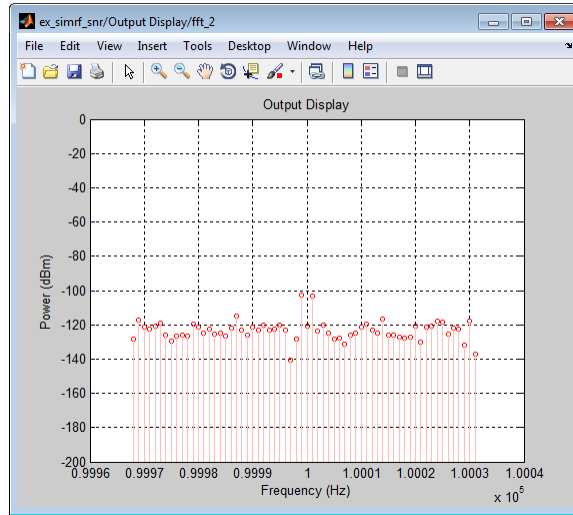 ex_simrf_snr/Output Display/fft_2
File Edit View Insert Tools Desktop Window Help
Output Display
0
-20
-40
-60
-80
-100
-120
-140
-160
-180
-200
Power (dBm)
0.9996 0.9997 0.9998 0.9999 1 1.0001 1.0002 1.0003 1.0004
Frequency (Hz)
x 10^5